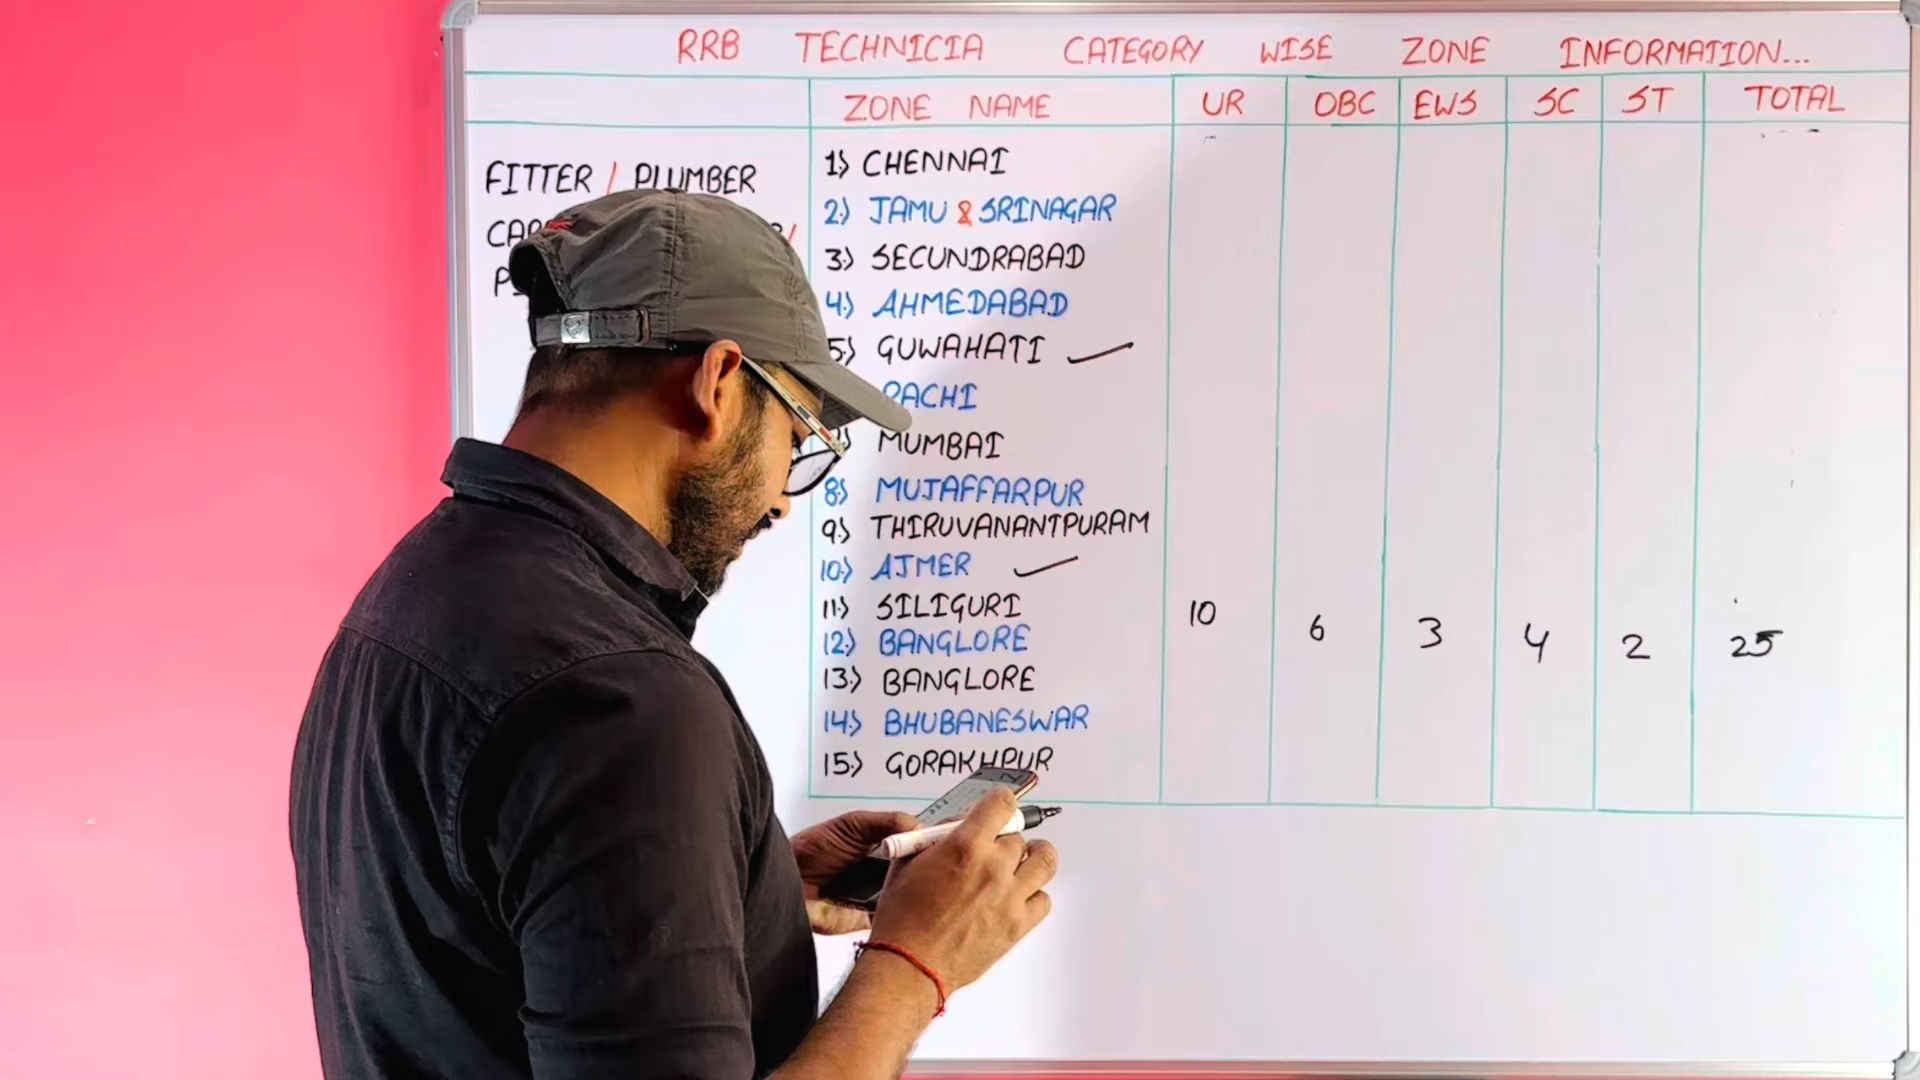 RRB TECHNICIA CATEGORY WISE ZONE INFORMATION...
ZONE NAME UR OBC EWS SC ST TOTAL
FITTER / PLUMBER
1) CHENNAI
2) JAMU & SRINAGAR
3) SECUNDRABAD
4) AHMEDABAD
5) GUWAHATI
MUMBAI
8) MUJAFFARPUR
9) THIRUVANANTPURAM
10) AJMER
11) SILIGURI 10 6 3 4 2 25
12) BANGLORE
13) BANGLORE
14) BHUBANESWAR
15) GORAKHPUR